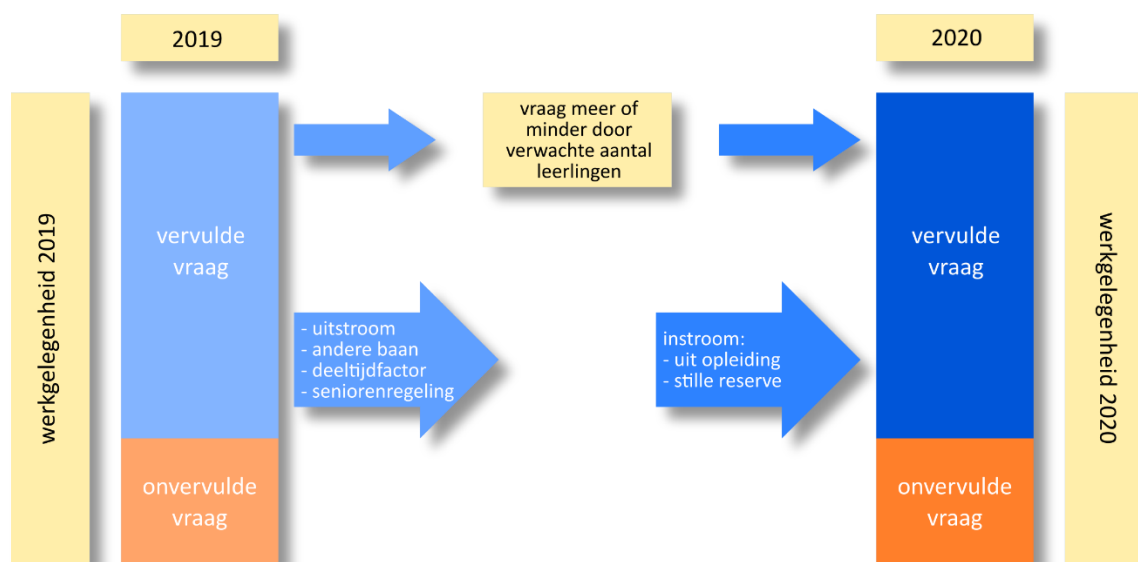 2019
2020
werkgelegenheid 2019
vervulde
vraag
onvervulde
vraag
vraag meer of
minder door
verwachte aantal
leerlingen
- uitstroom
- andere baan
- deeltijdfactor
- seniorenregeling
instroom:
- uit opleiding
- stille reserve
vervulde
vraag
onvervulde
vraag
werkgelegenheid 2020